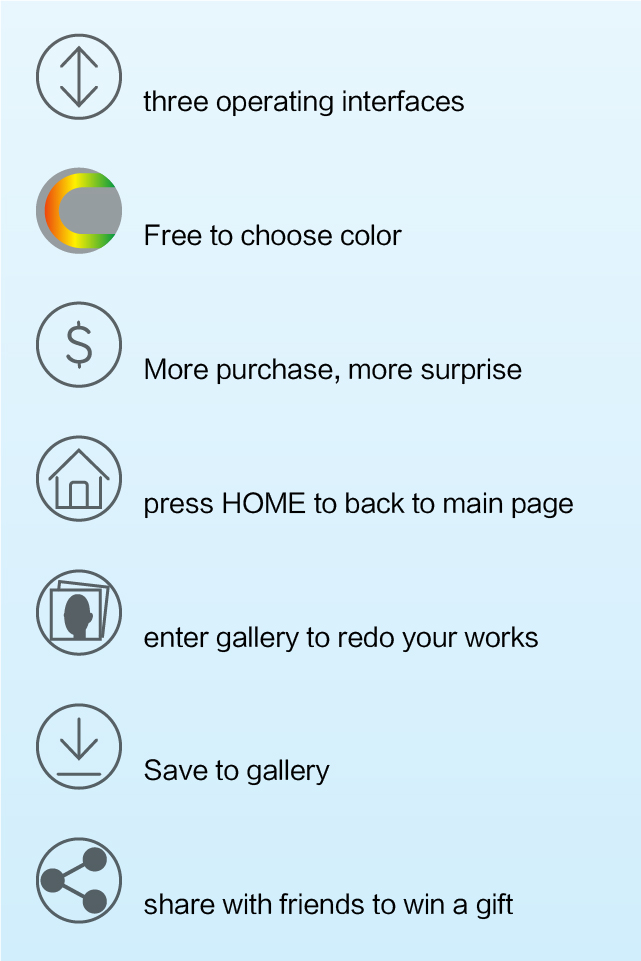 three operating interfaces
Free to choose color
$
More purchase, more surprise
press HOME to back to main page
enter gallery to redo your works
Save to gallery
share with friends to win a gift